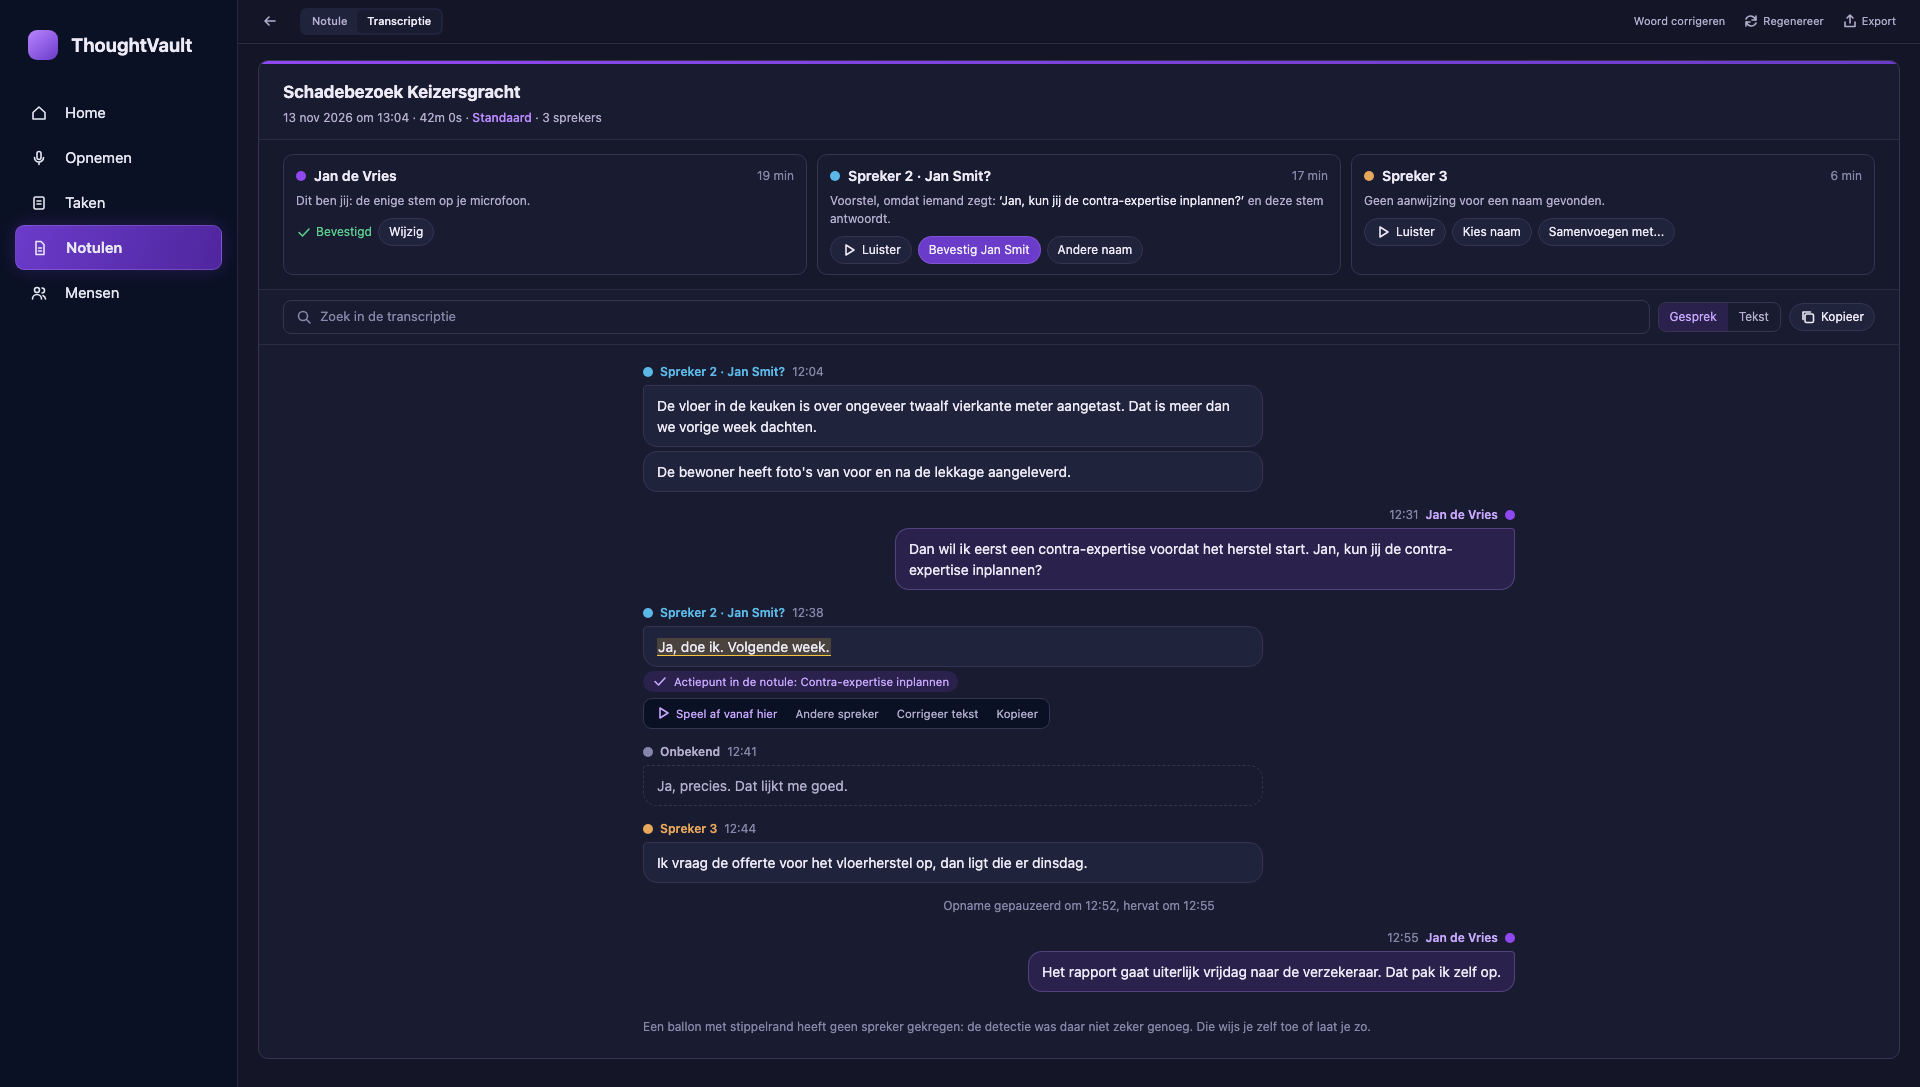 ThoughtVault
Home
Opnemen
Taken
Notulen
Mensen
Notule
Transcriptie
Woord corrigeren
Regenereer
Export
Schadebezoek Keizersgracht
13 nov 2026 om 13:04 · 42m 0s · Standaard · 3 sprekers
Jan de Vries
19 min
Dit ben jij: de enige stem op je microfoon.
Bevestigd
Wijzig
Spreker 2 · Jan Smit?
17 min
Voorstel, omdat iemand zegt: ‘Jan, kun jij de contra-expertise inplannen?’ en deze stem
antwoordt.
Luister
Bevestig Jan Smit
Andere naam
Spreker 3
6 min
Geen aanwijzing voor een naam gevonden.
Luister
Kies naam
Samenvoegen met...
Zoek in de transcriptie
Gesprek
Tekst
Kopieer
Spreker 2 · Jan Smit? 12:04
De vloer in de keuken is over ongeveer twaalf vierkante meter aangetast. Dat is meer dan
we vorige week dachten.
De bewoner heeft foto's van voor en na de lekkage aangeleverd.
12:31 Jan de Vries
Dan wil ik eerst een contra-expertise voordat het herstel start. Jan, kun jij de contra-
expertise inplannen?
Spreker 2 · Jan Smit? 12:38
Ja, doe ik. Volgende week.
Actiepunt in de notule: Contra-expertise inplannen
Speel af vanaf hier
Andere spreker
Corrigeer tekst
Kopieer
Onbekend 12:41
Ja, precies. Dat lijkt me goed.
Spreker 3 12:44
Ik vraag de offerte voor het vloerherstel op, dan ligt die er dinsdag.
Opname gepauzeerd om 12:52, hervat om 12:55
12:55 Jan de Vries
Het rapport gaat uiterlijk vrijdag naar de verzekeraar. Dat pak ik zelf op.
Een ballon met stippelrand heeft geen spreker gekregen: de detectie was daar niet zeker genoeg. Die wijs je zelf toe of laat je zo.